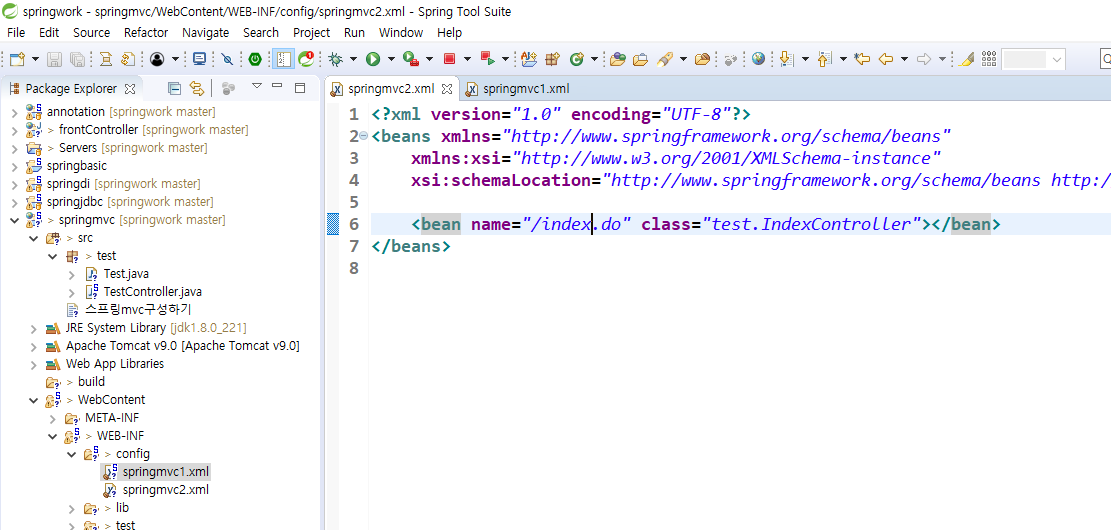 springwork - springmvc/WebContent/WEB-INF/config/springmvc2.xml - Spring Tool Suite
File Edit Source Refactor Navigate Search Project Run Window Help
Package Explorer
annotation [springwork master]
> frontController [springwork master]
> Servers [springwork master]
springbasic
springdi [springwork master]
springjdbc [springwork master]
> springmvc [springwork master]
> src
> test
Test.java
TestController.java
스프링mvc구성하기
JRE System Library [jdk1.8.0_221]
Apache Tomcat v9.0 [Apache Tomcat v9.0]
Web App Libraries
> build
> WebContent
META-INF
> WEB-INF
> config
springmvc1.xml
springmvc2.xml
> lib
> test
springmvc2.xml springmvc1.xml
1 <?xml version="1.0" encoding="UTF-8"?>
2 <beans xmlns="http://www.springframework.org/schema/beans"
3 xmlns:xsi="http://www.w3.org/2001/XMLSchema-instance"
4 xsi:schemaLocation="http://www.springframework.org/schema/beans http:/
5
6 <bean name="/index.do" class="test.IndexController"></bean>
7 </beans>
8